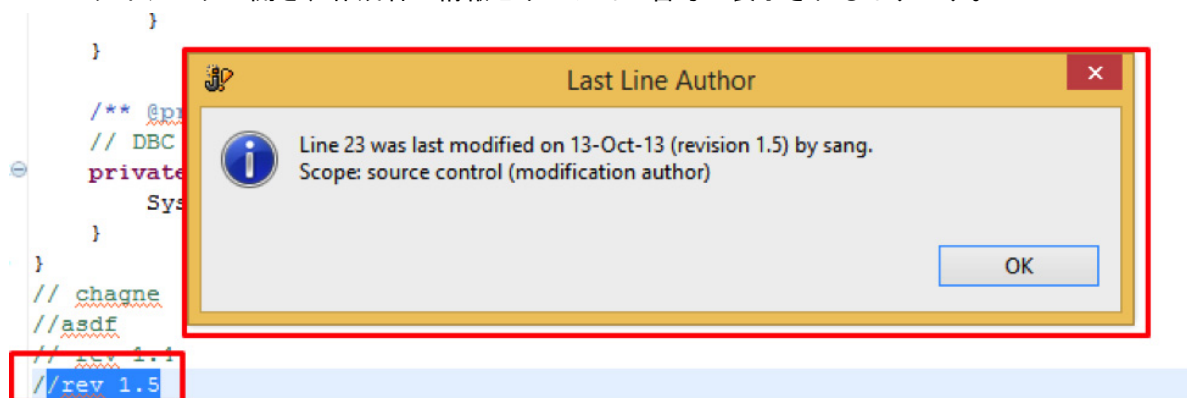 }
}
Last Line Author
/** @pr
// DBC
Line 23 was last modified on 13-Oct-13 (revision 1.5) by sang.
private
Scope: source control (modification author)
Sys
}
}
OK
// chagne
//asdf
// rev 1.4
//rev 1.5